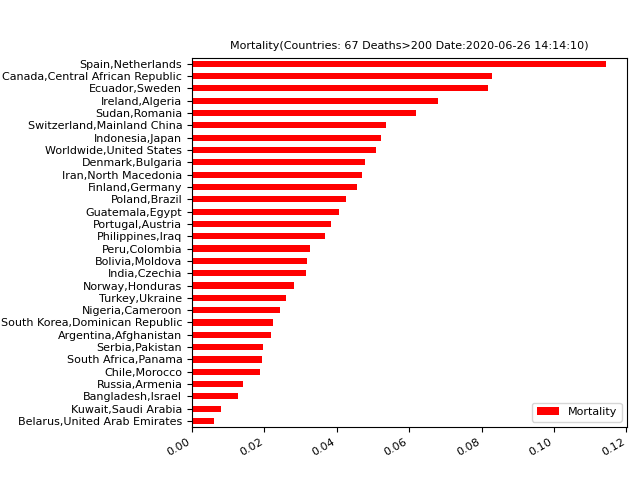 Mortality(Countries: 67 Deaths>200 Date:2020-06-26 14:14:10)
Spain,Netherlands
Canada,Central African Republic
Ecuador,Sweden
Ireland,Algeria
Sudan,Romania
Switzerland,Mainland China
Indonesia,Japan
Worldwide,United States
Denmark,Bulgaria
Iran,North Macedonia
Finland,Germany
Poland,Brazil
Guatemala,Egypt
Portugal,Austria
Philippines,Iraq
Peru,Colombia
Bolivia,Moldova
India,Czechia
Norway,Honduras
Turkey,Ukraine
Nigeria,Cameroon
South Korea,Dominican Republic
Argentina,Afghanistan
Serbia,Pakistan
South Africa,Panama
Chile,Morocco
Russia,Armenia
Bangladesh,Israel
Kuwait,Saudi Arabia
Belarus,United Arab Emirates
Mortality
0.00 0.02 0.04 0.06 0.08 0.10 0.12